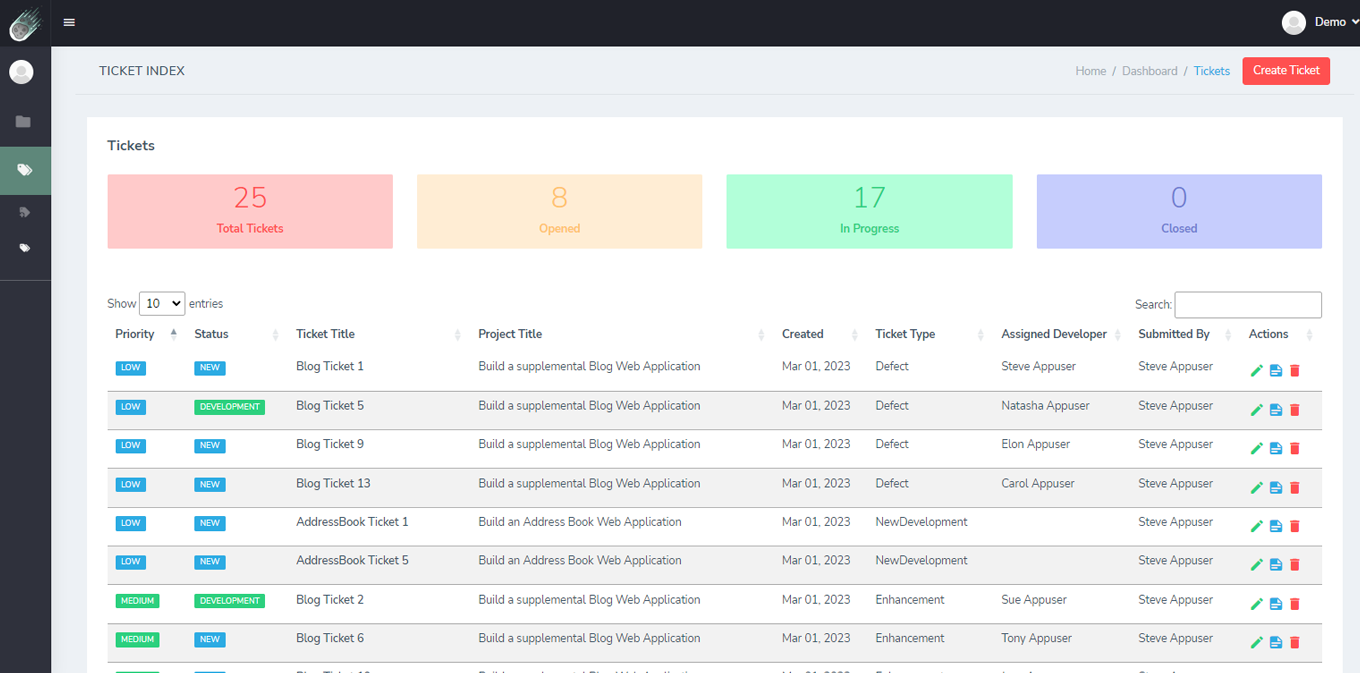 Demo
TICKET INDEX
Home / Dashboard / Tickets
Create Ticket
Tickets
25
Total Tickets
8
Opened
17
In Progress
0
Closed
Show 10 entries
Search:
Priority Status Ticket Title Project Title Created Ticket Type Assigned Developer Submitted By Actions
LOW NEW Blog Ticket 1 Build a supplemental Blog Web Application Mar 01, 2023 Defect Steve Appuser Steve Appuser
LOW DEVELOPMENT Blog Ticket 5 Build a supplemental Blog Web Application Mar 01, 2023 Defect Natasha Appuser Steve Appuser
LOW NEW Blog Ticket 9 Build a supplemental Blog Web Application Mar 01, 2023 Defect Elon Appuser Steve Appuser
LOW NEW Blog Ticket 13 Build a supplemental Blog Web Application Mar 01, 2023 Defect Carol Appuser Steve Appuser
LOW NEW AddressBook Ticket 1 Build an Address Book Web Application Mar 01, 2023 NewDevelopment Steve Appuser
LOW NEW AddressBook Ticket 5 Build an Address Book Web Application Mar 01, 2023 NewDevelopment Steve Appuser
MEDIUM DEVELOPMENT Blog Ticket 2 Build a supplemental Blog Web Application Mar 01, 2023 Enhancement Sue Appuser Steve Appuser
MEDIUM NEW Blog Ticket 6 Build a supplemental Blog Web Application Mar 01, 2023 Enhancement Tony Appuser Steve Appuser